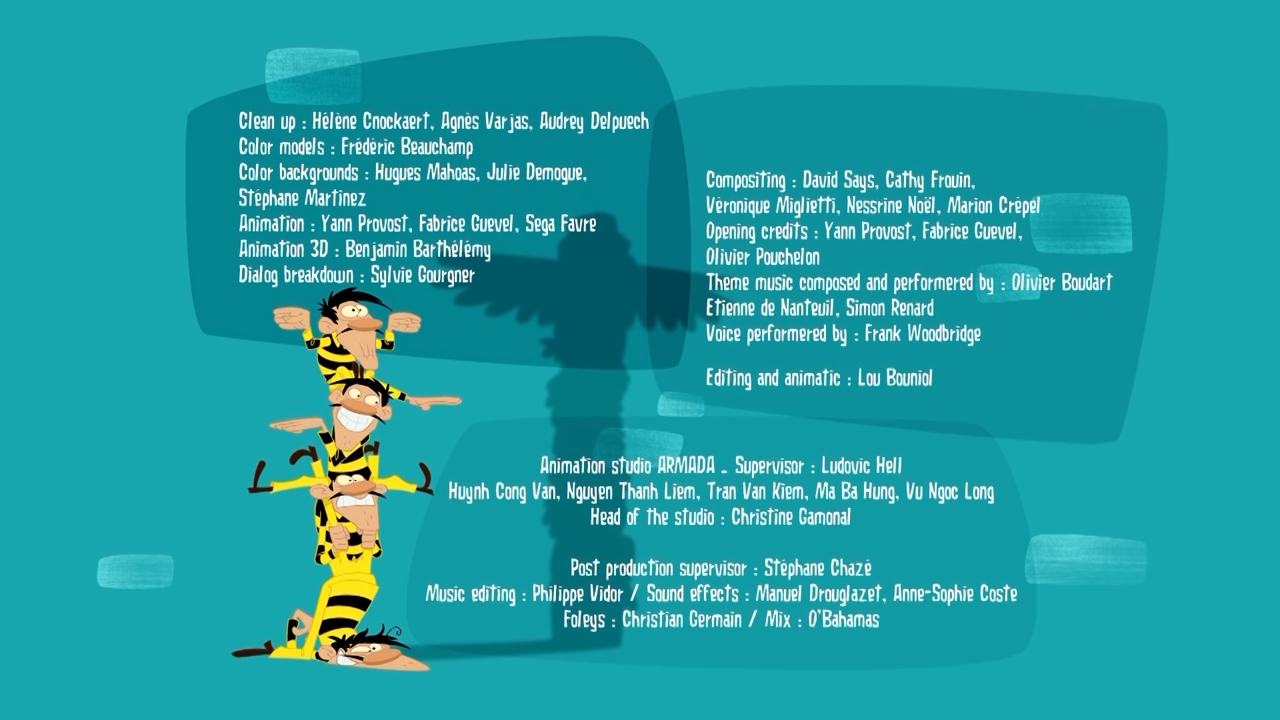 Clean up : Hélène Cnockaert, Agnès Varjas, Audrey Delpuech
Color models : Frédéric Beauchamp
Color backgrounds : Hugues Mahoas, Julie Demogue,
Stéphane Martinez
Animation : Yann Provost, Fabrice Guevel, Sega Favre
Animation 3D : Benjamin Barthélémy
Dialog breakdown : Sylvie Gourgner
Compositing : David Says, Cathy Frouin,
Véronique Miglietti, Nessrine Noël, Marion Crépel
Opening credits : Yann Provost, Fabrice Guevel,
Olivier Pouchelon
Theme music composed and performered by : Olivier Boudart
Etienne de Nanteuil, Simon Renard
Voice performered by : Frank Woodbridge
Editing and animatic : Lou Bouniol
Animation studio ARMADA - Supervisor : Ludovic Hell
Huynh Cong Van, Nguyen Thanh Liem, Tran Van Kiem, Ma Ba Hung, Vu Ngoc Long
Head of the studio : Christine Gamonal
Post production supervisor : Stéphane Chazé
Music editing : Philippe Vidor / Sound effects : Manuel Drouglazet, Anne-Sophie Coste
Foleys : Christian Germain / Mix : O'Bahamas